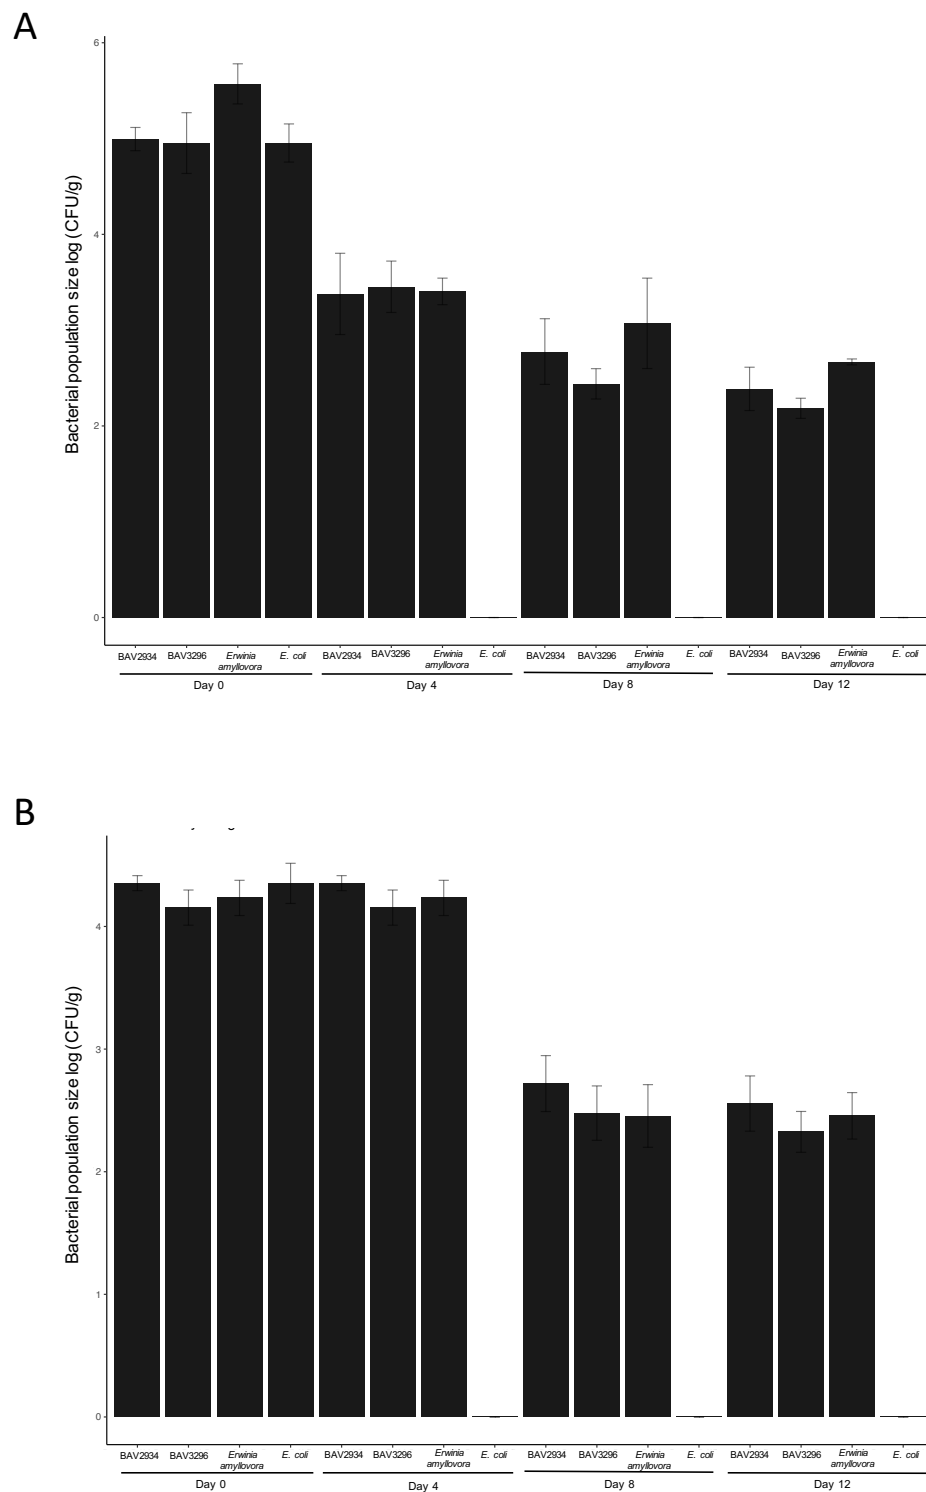 A
Bacterial population size log (CFU/g)
6
4
2
0
BAV2934 BAV3296 Erwinia amyllovora E. coli BAV2934 BAV3296 Erwinia amyllovora E. coli BAV2934 BAV3296 Erwinia amyllovora E. coli BAV2934 BAV3296 Erwinia amyllovora E. coli
Day 0 Day 4 Day 8 Day 12
B
Bacterial population size log (CFU/g)
4
3
2
1
0
BAV2934 BAV3296 Erwinia amyllovora E. coli BAV2934 BAV3296 Erwinia amyllovora E. coli BAV2934 BAV3296 Erwinia amyllovora E. coli BAV2934 BAV3296 Erwinia amyllovora E. coli
Day 0 Day 4 Day 8 Day 12